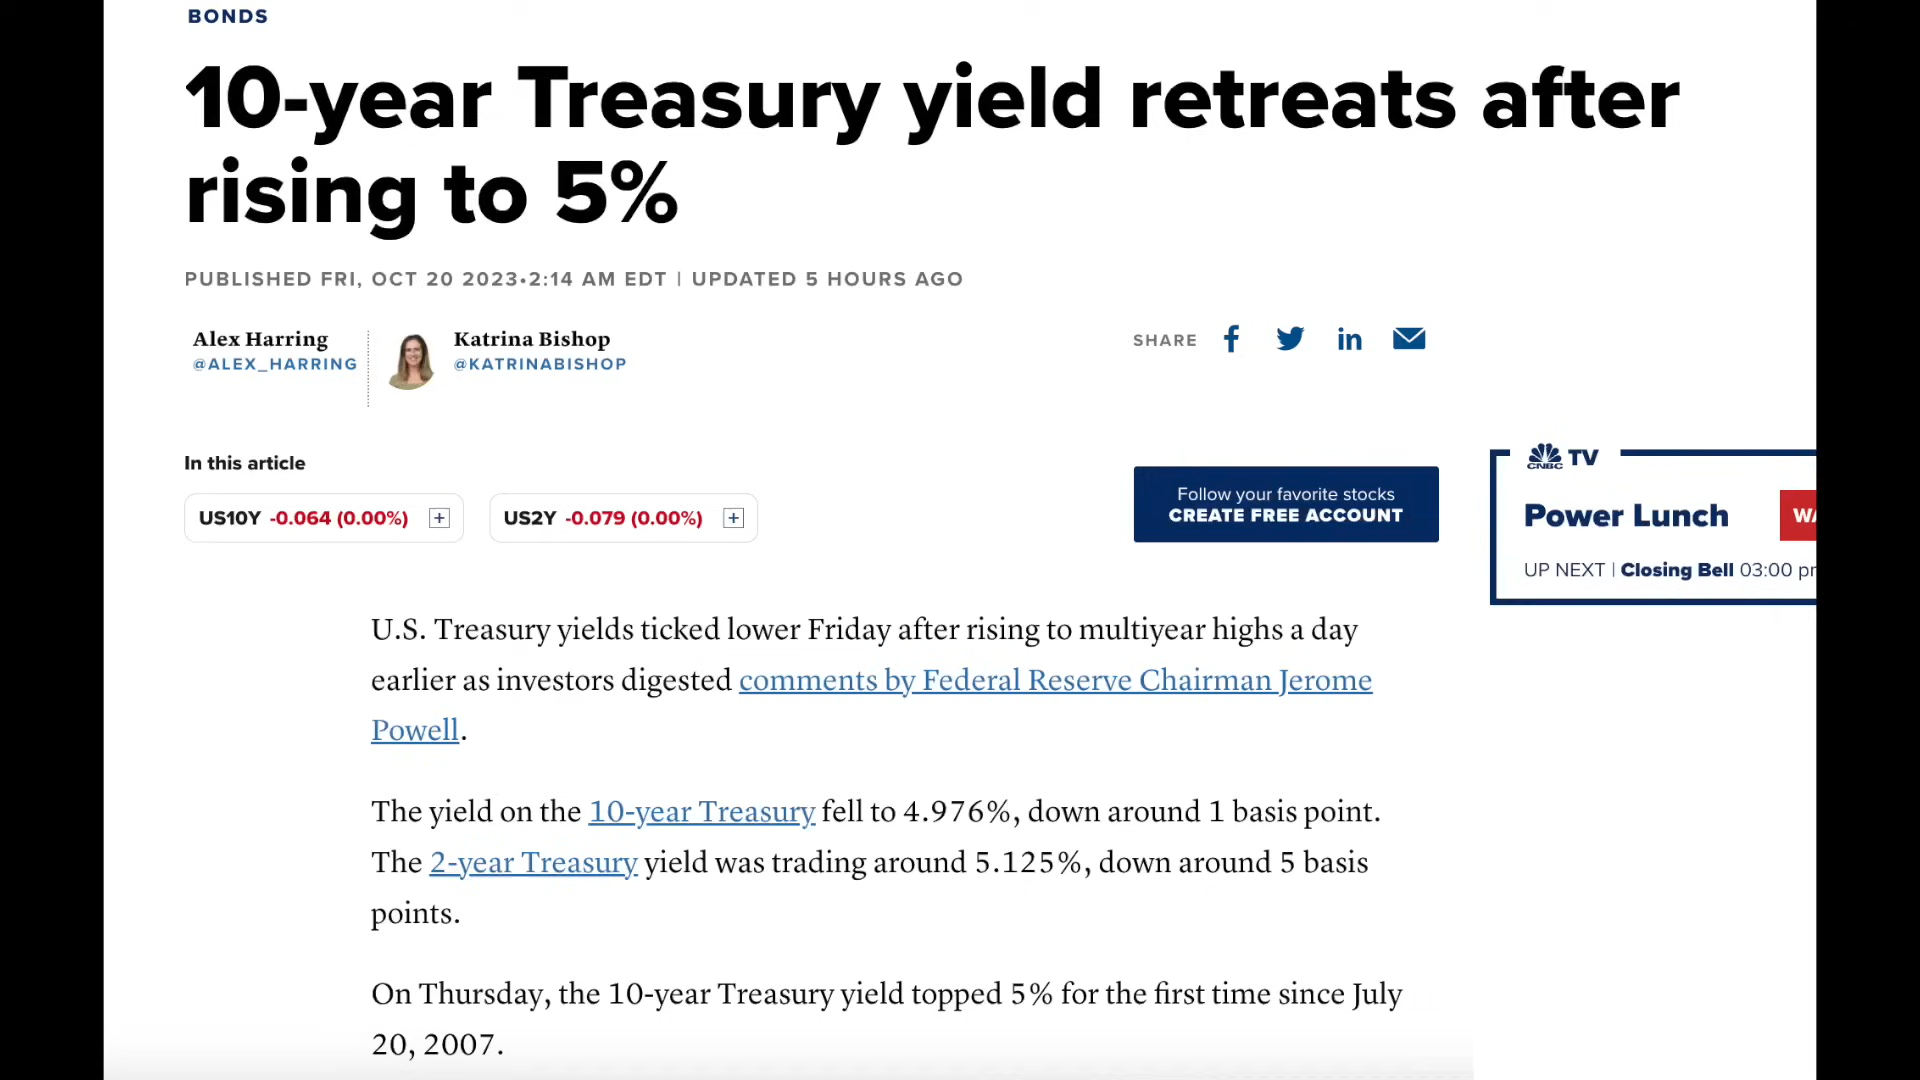 BONDS
10-year Treasury yield retreats after
rising to 5%
PUBLISHED FRI, OCT 20 2023•2:14 AM EDT | UPDATED 5 HOURS AGO
Alex Harring
@ALEX_HARRING
Katrina Bishop
@KATRINABISHOP
SHARE
In this article
US10Y -0.064 (0.00%) +
US2Y -0.079 (0.00%) +
Follow your favorite stocks
CREATE FREE ACCOUNT
CNBC TV
Power Lunch
UP NEXT | Closing Bell 03:00
U.S. Treasury yields ticked lower Friday after rising to multiyear highs a day
earlier as investors digested comments by Federal Reserve Chairman Jerome
Powell.
The yield on the 10-year Treasury fell to 4.976%, down around 1 basis point.
The 2-year Treasury yield was trading around 5.125%, down around 5 basis
points.
On Thursday, the 10-year Treasury yield topped 5% for the first time since July
20, 2007.